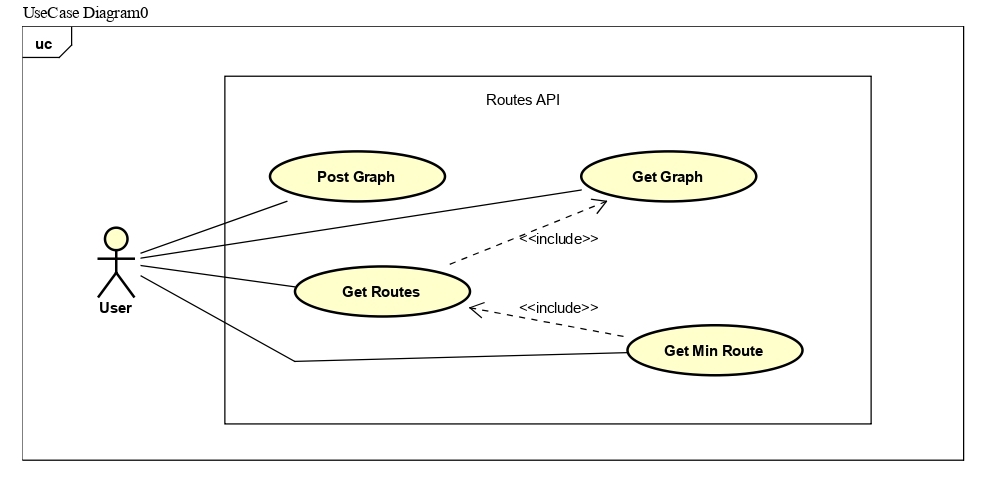 UseCase Diagram0
uc
Routes API
Post Graph
Get Graph
<<include>>
User
Get Routes
<<include>>
Get Min Route